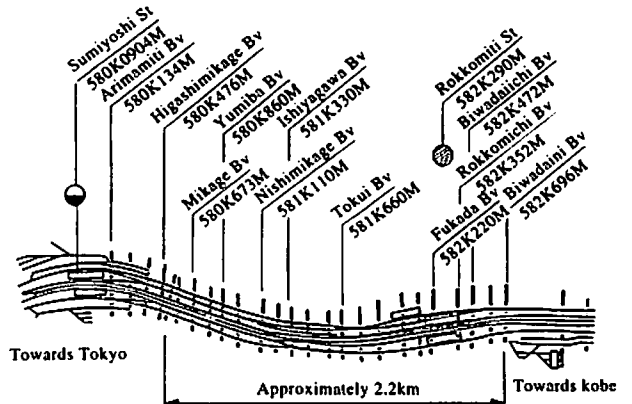 Sumiyoshi St
580K0904M
Arimamiti Bv
580K134M
Higashimikage Bv
580K476M
Mikage Bv
580K673M
Yumiba Bv
580K860M
Nishimikage Bv
581K110M
Ishiyagawa Bv
581K330M
Tokui Bv
581K660M
Fukada Bv
582K220M
Rokkomiti St
582K290M
Rokkomichi Bv
582K352M
Biwadaiichi Bv
582K472M
Biwadaini Bv
582K696M
Towards Tokyo
Approximately 2.2km
Towards kobe